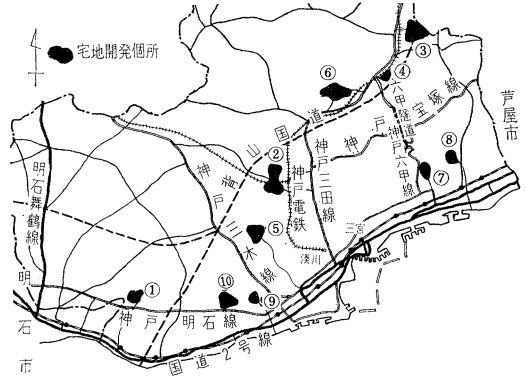 宅地開発個所
③
⑥
④
六甲隧道
宝塚線
芦屋市
神戸
背山国道
明石舞鶴線
②
神戸電鉄
神戸三田線
神戸六甲線
⑧
⑦
神戸三木線
⑤
三宮
湊川
①
⑩
⑨
神戸明石線
明石市
国道2号線